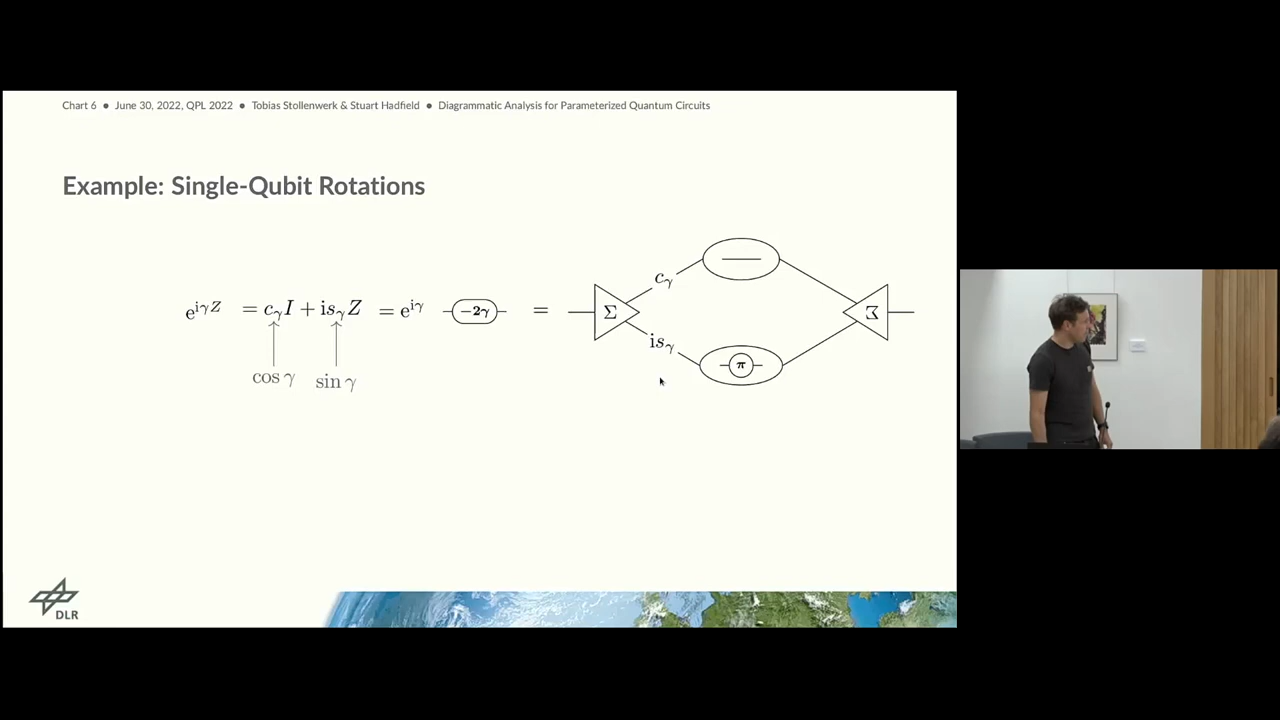 Chart 6 • June 30, 2022, QPL 2022 • Tobias Stollenwerk & Stuart Hadfield • Diagrammatic Analysis for Parameterized Quantum Circuits
Example: Single-Qubit Rotations
e^{iγZ} = c_γ I + is_γ Z = e^{iγ} −2γ = Σ c_γ is_γ π Σ
cos γ sin γ
DLR